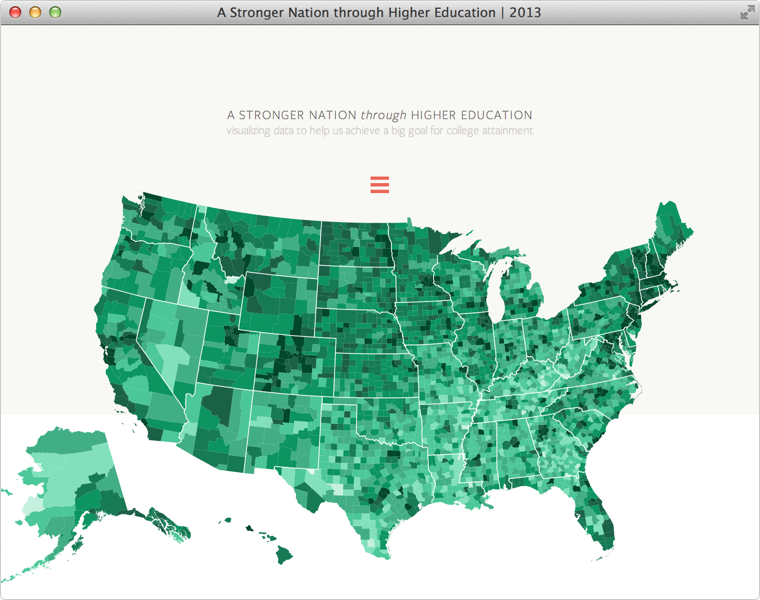 A Stronger Nation through Higher Education | 2013
A STRONGER NATION through HIGHER EDUCATION
visualizing data to help us achieve a big goal for college attainment